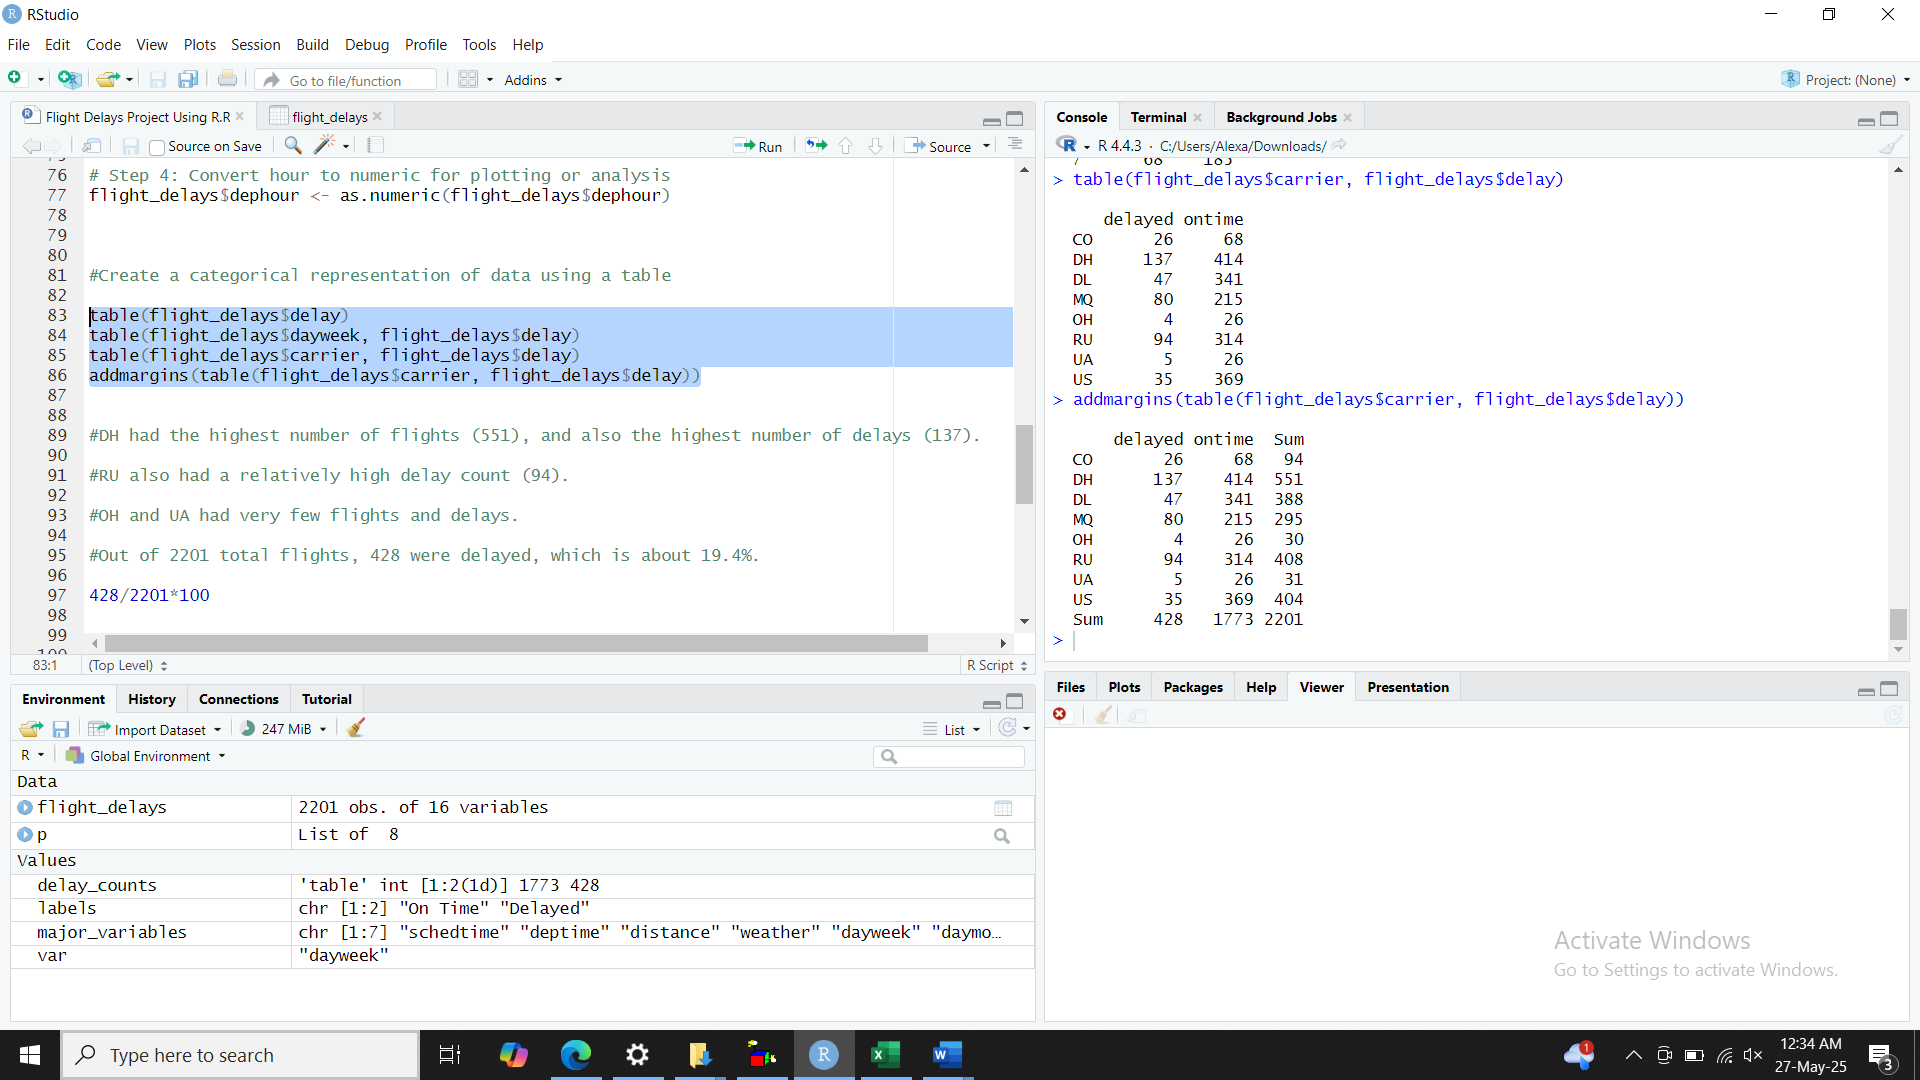 RStudio
File Edit Code View Plots Session Build Debug Profile Tools Help
Go to file/function Addins Project: (None)
Flight Delays Project Using R.R flight_delays
Source on Save Run Source
76 # Step 4: Convert hour to numeric for plotting or analysis
77 flight_delays$dephour <- as.numeric(flight_delays$dephour)
78
79
80
81 #Create a categorical representation of data using a table
82
83 table(flight_delays$delay)
84 table(flight_delays$dayweek, flight_delays$delay)
85 table(flight_delays$carrier, flight_delays$delay)
86 addmargins(table(flight_delays$carrier, flight_delays$delay))
87
88
89 #DH had the highest number of flights (551), and also the highest number of delays (137).
90
91 #RU also had a relatively high delay count (94).
92
93 #OH and UA had very few flights and delays.
94
95 #Out of 2201 total flights, 428 were delayed, which is about 19.4%.
96
97 428/2201*100
98
99
100
83:1 (Top Level) R Script
Console Terminal Background Jobs
R 4.4.3 · C:/Users/Alexa/Downloads/
7 68 185
> table(flight_delays$carrier, flight_delays$delay)
delayed ontime
CO 26 68
DH 137 414
DL 47 341
MQ 80 215
OH 4 26
RU 94 314
UA 5 26
US 35 369
> addmargins(table(flight_delays$carrier, flight_delays$delay))
delayed ontime Sum
CO 26 68 94
DH 137 414 551
DL 47 341 388
MQ 80 215 295
OH 4 26 30
RU 94 314 408
UA 5 26 31
US 35 369 404
Sum 428 1773 2201
>
Environment History Connections Tutorial
Import Dataset 247 MiB List
R Global Environment
Data
flight_delays 2201 obs. of 16 variables
p List of 8
Values
delay_counts 'table' int [1:2(1d)] 1773 428
labels chr [1:2] "On Time" "Delayed"
major_variables chr [1:7] "schedtime" "deptime" "distance" "weather" "dayweek" "daymo…
var "dayweek"
Files Plots Packages Help Viewer Presentation
Activate Windows
Go to Settings to activate Windows.
Type here to search
1
12:34 AM
27-May-25
3